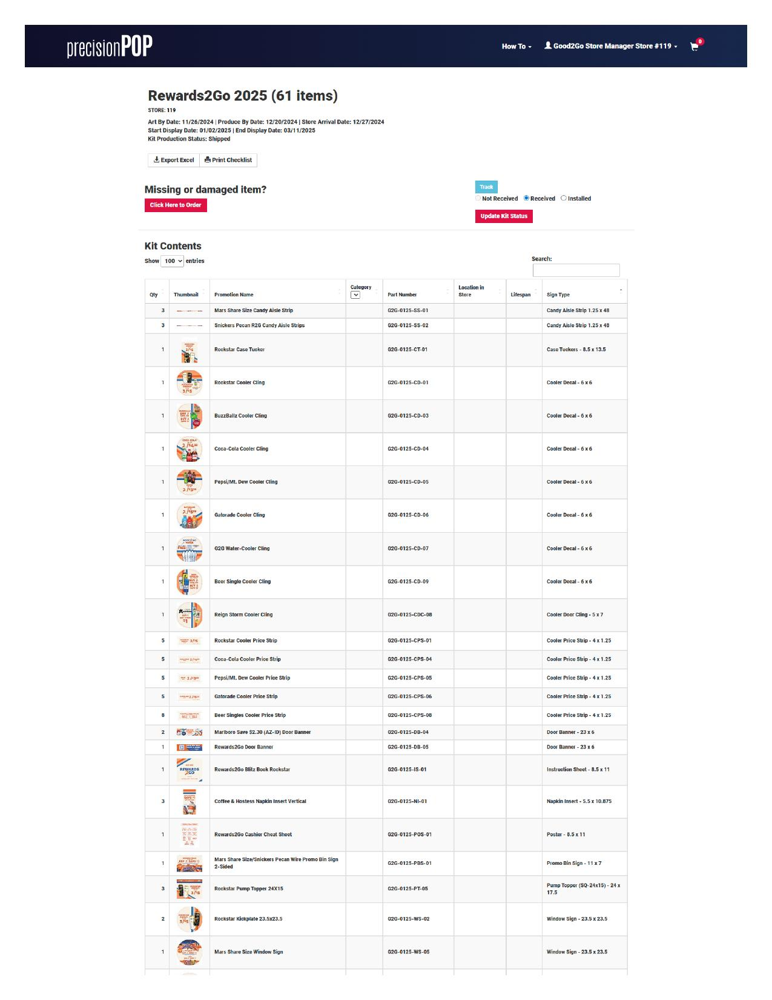 precisionPOP
How To
Good2Go Store Manager Store #119
0
Rewards2Go 2025 (61 items)
STORE: 119
Art By Date: 11/26/2024 | Produce By Date: 12/20/2024 | Store Arrival Date: 12/27/2024
Start Display Date: 01/02/2025 | End Display Date: 03/11/2025
Kit Production Status: Shipped
Export Excel Print Checklist
Missing or damaged item?
Click Here to Order
Track
Not Received Received Installed
Update Kit Status
Kit Contents
Show 100 entries
Search:
Qty Thumbnail Promotion Name Category Part Number Location in Store Lifespan Sign Type
3 Mars Share Size Candy Aisle Strip G2G-0125-SS-01 Candy Aisle Strip 1.25 x 48
3 Snickers Pecan R2G Candy Aisle Strips G2G-0125-SS-02 Candy Aisle Strip 1.25 x 48
1 Rockstar Case Tucker G2G-0125-CT-01 Case Tuckers - 8.5 x 13.5
1 Rockstar Cooler Cling G2G-0125-CD-01 Cooler Decal - 6 x 6
1 BuzzBallz Cooler Cling G2G-0125-CD-03 Cooler Decal - 6 x 6
1 Coca-Cola Cooler Cling G2G-0125-CD-04 Cooler Decal - 6 x 6
1 Pepsi/Mt. Dew Cooler Cling G2G-0125-CD-05 Cooler Decal - 6 x 6
1 Gatorade Cooler Cling G2G-0125-CD-06 Cooler Decal - 6 x 6
1 G2G Water-Cooler Cling G2G-0125-CD-07 Cooler Decal - 6 x 6
1 Beer Single Cooler Cling G2G-0125-CD-09 Cooler Decal - 6 x 6
1 Reign Storm Cooler Cling G2G-0125-CDC-08 Cooler Door Cling - 5 x 7
5 Rockstar Cooler Price Strip G2G-0125-CPS-01 Cooler Price Strip - 4 x 1.25
5 Coca-Cola Cooler Price Strip G2G-0125-CPS-04 Cooler Price Strip - 4 x 1.25
5 Pepsi/Mt. Dew Cooler Price Strip G2G-0125-CPS-05 Cooler Price Strip - 4 x 1.25
5 Gatorade Cooler Price Strip G2G-0125-CPS-06 Cooler Price Strip - 4 x 1.25
8 Beer Singles Cooler Price Strip G2G-0125-CPS-08 Cooler Price Strip - 4 x 1.25
2 Marlboro Save $2.30 (AZ-ID) Door Banner G2G-0125-DB-04 Door Banner - 23 x 6
1 Rewards2Go Door Banner G2G-0125-DB-05 Door Banner - 23 x 6
1 REWARDS 2GO Rewards2Go Blitz Book Rockstar G2G-0125-IS-01 Instruction Sheet - 8.5 x 11
3 Coffee & Hostess Napkin Insert Vertical G2G-0125-NI-01 Napkin Insert - 5.5 x 10.875
1 Rewards2Go Cashier Cheat Sheet G2G-0125-POS-01 Poster - 8.5 x 11
1 Mars Share Size/Snickers Pecan Wire Promo Bin Sign 2-Sided G2G-0125-PBS-01 Promo Bin Sign - 11 x 7
3 Rockstar Pump Topper 24X15 G2G-0125-PT-05 Pump Topper (SQ-24x15) - 24 x 17.5
2 Rockstar Kickplate 23.5x23.5 G2G-0125-WS-02 Window Sign - 23.5 x 23.5
1 Mars Share Size Window Sign G2G-0125-WS-05 Window Sign - 23.5 x 23.5